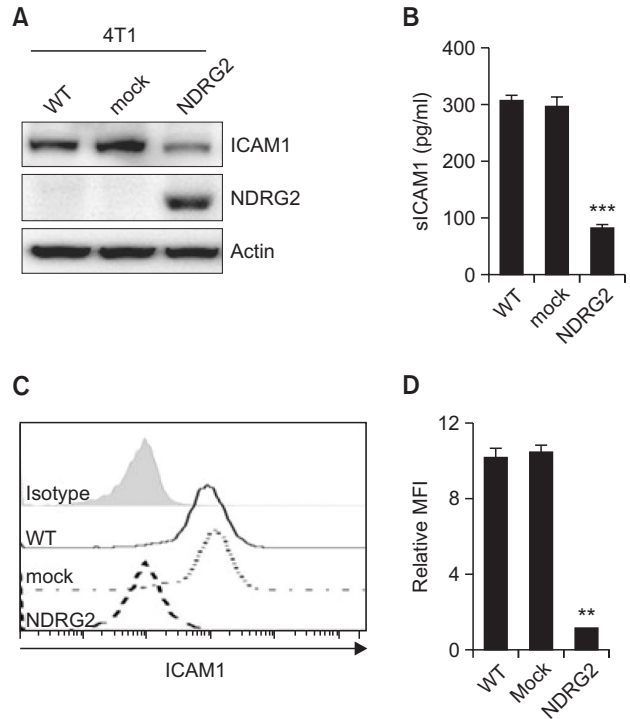 A
4T1
WT
mock
NDRG2
ICAM1
NDRG2
Actin
B
sICAM1 (pg/ml)
400
300
200
100
0
***
WT
mock
NDRG2
C
Isotype
WT
mock
NDRG2
ICAM1
D
Relative MFI
12
8
4
0
**
WT
Mock
NDRG2